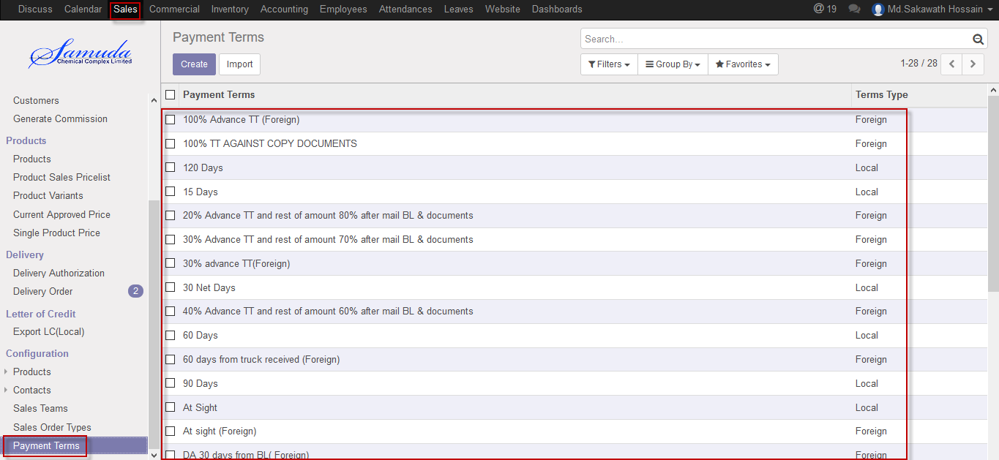 Discuss Calendar Sales Commercial Inventory Accounting Employees Attendances Leaves Website Dashboards @ 19 Md.Sakawath Hossain
Samuda
Chemical Complex Limited
Payment Terms
Search...
Create Import
Filters Group By Favorites 1-28 / 28
Customers
Generate Commission
Products
Products
Product Sales Pricelist
Product Variants
Current Approved Price
Single Product Price
Delivery
Delivery Authorization
Delivery Order 2
Letter of Credit
Export LC(Local)
Configuration
Products
Contacts
Sales Teams
Sales Order Types
Payment Terms
Payment Terms Terms Type
100% Advance TT (Foreign) Foreign
100% TT AGAINST COPY DOCUMENTS Foreign
120 Days Local
15 Days Local
20% Advance TT and rest of amount 80% after mail BL & documents Foreign
30% Advance TT and rest of amount 70% after mail BL & documents Foreign
30% advance TT(Foreign) Foreign
30 Net Days Local
40% Advance TT and rest of amount 60% after mail BL & documents Foreign
60 Days Local
60 days from truck received (Foreign) Foreign
90 Days Local
At Sight Local
At sight (Foreign) Foreign
DA 30 days from BL( Foreign) Foreign